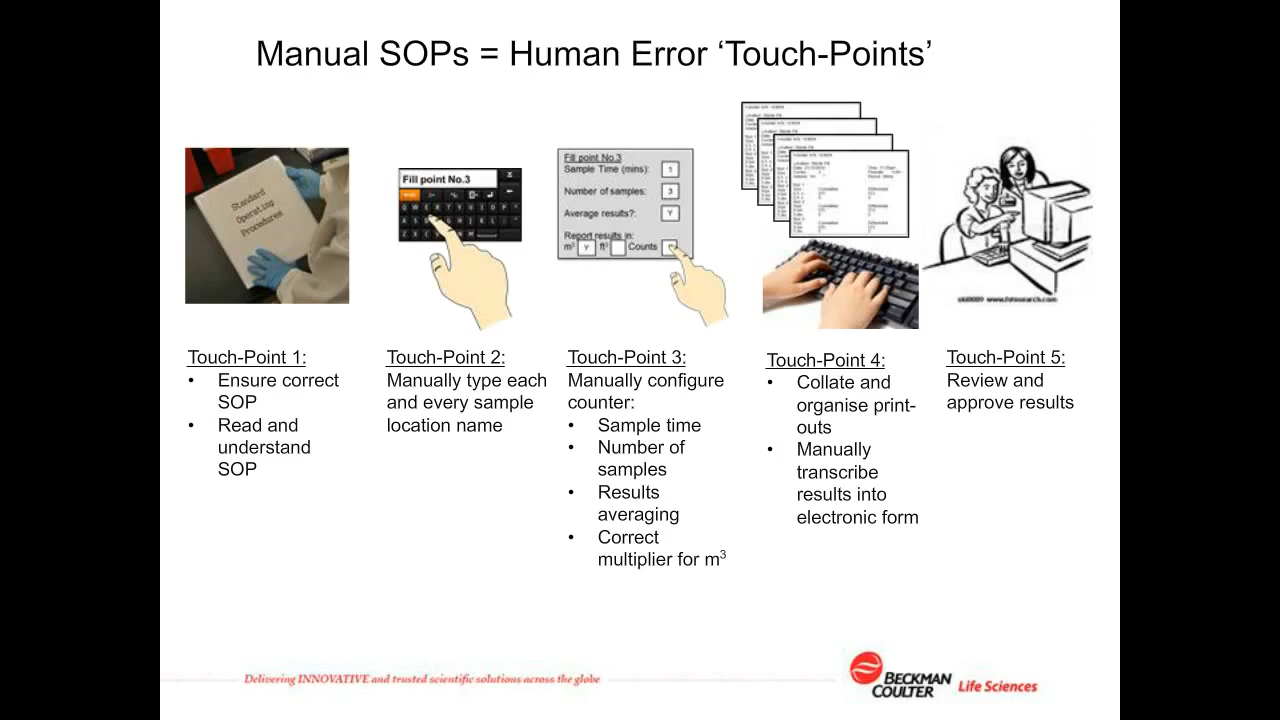 Manual SOPs = Human Error ‘Touch-Points’
Standard
Operating
Procedures
Fill point No.3
Fill point No.3
Sample Time (mins): 1
Number of samples: 3
Average results?: Y
Report results in:
m³ Y ft³ Counts
Touch-Point 1:
• Ensure correct
SOP
• Read and
understand
SOP
Touch-Point 2:
Manually type each
and every sample
location name
Touch-Point 3:
Manually configure
counter:
• Sample time
• Number of
samples
• Results
averaging
• Correct
multiplier for m³
Touch-Point 4:
• Collate and
organise print-
outs
• Manually
transcribe
results into
electronic form
www.fotosearch.com
Touch-Point 5:
Review and
approve results
Delivering INNOVATIVE and trusted scientific solutions across the globe
BECKMAN
COULTER
Life Sciences